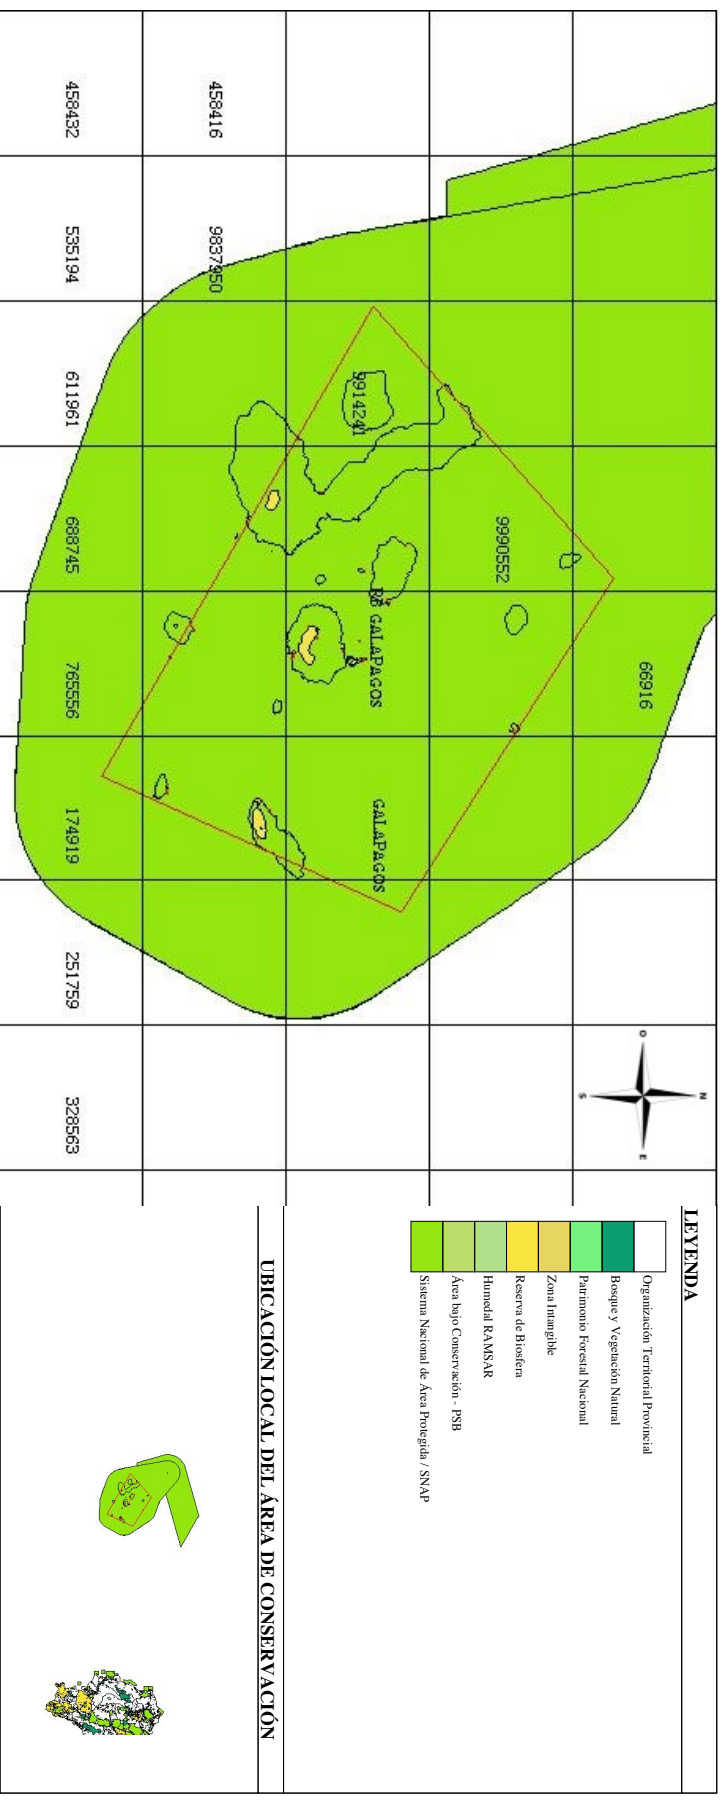 66916
9990552
GALAPAGOS
GALAPAGOS
9914241
458416
9837950
458432 535194 611961 688745 765556 174919 251759 328563
N
O E
S
LEYENDA
Organización Territorial Provincial
Bosque y Vegetación Natural
Patrimonio Forestal Nacional
Zona Intangible
Reserva de Biosfera
Humedal RAMSAR
Área bajo Conservación - PSB
Sistema Nacional de Área Protegida / SNAP
UBICACIÓN LOCAL DEL ÁREA DE CONSERVACIÓN